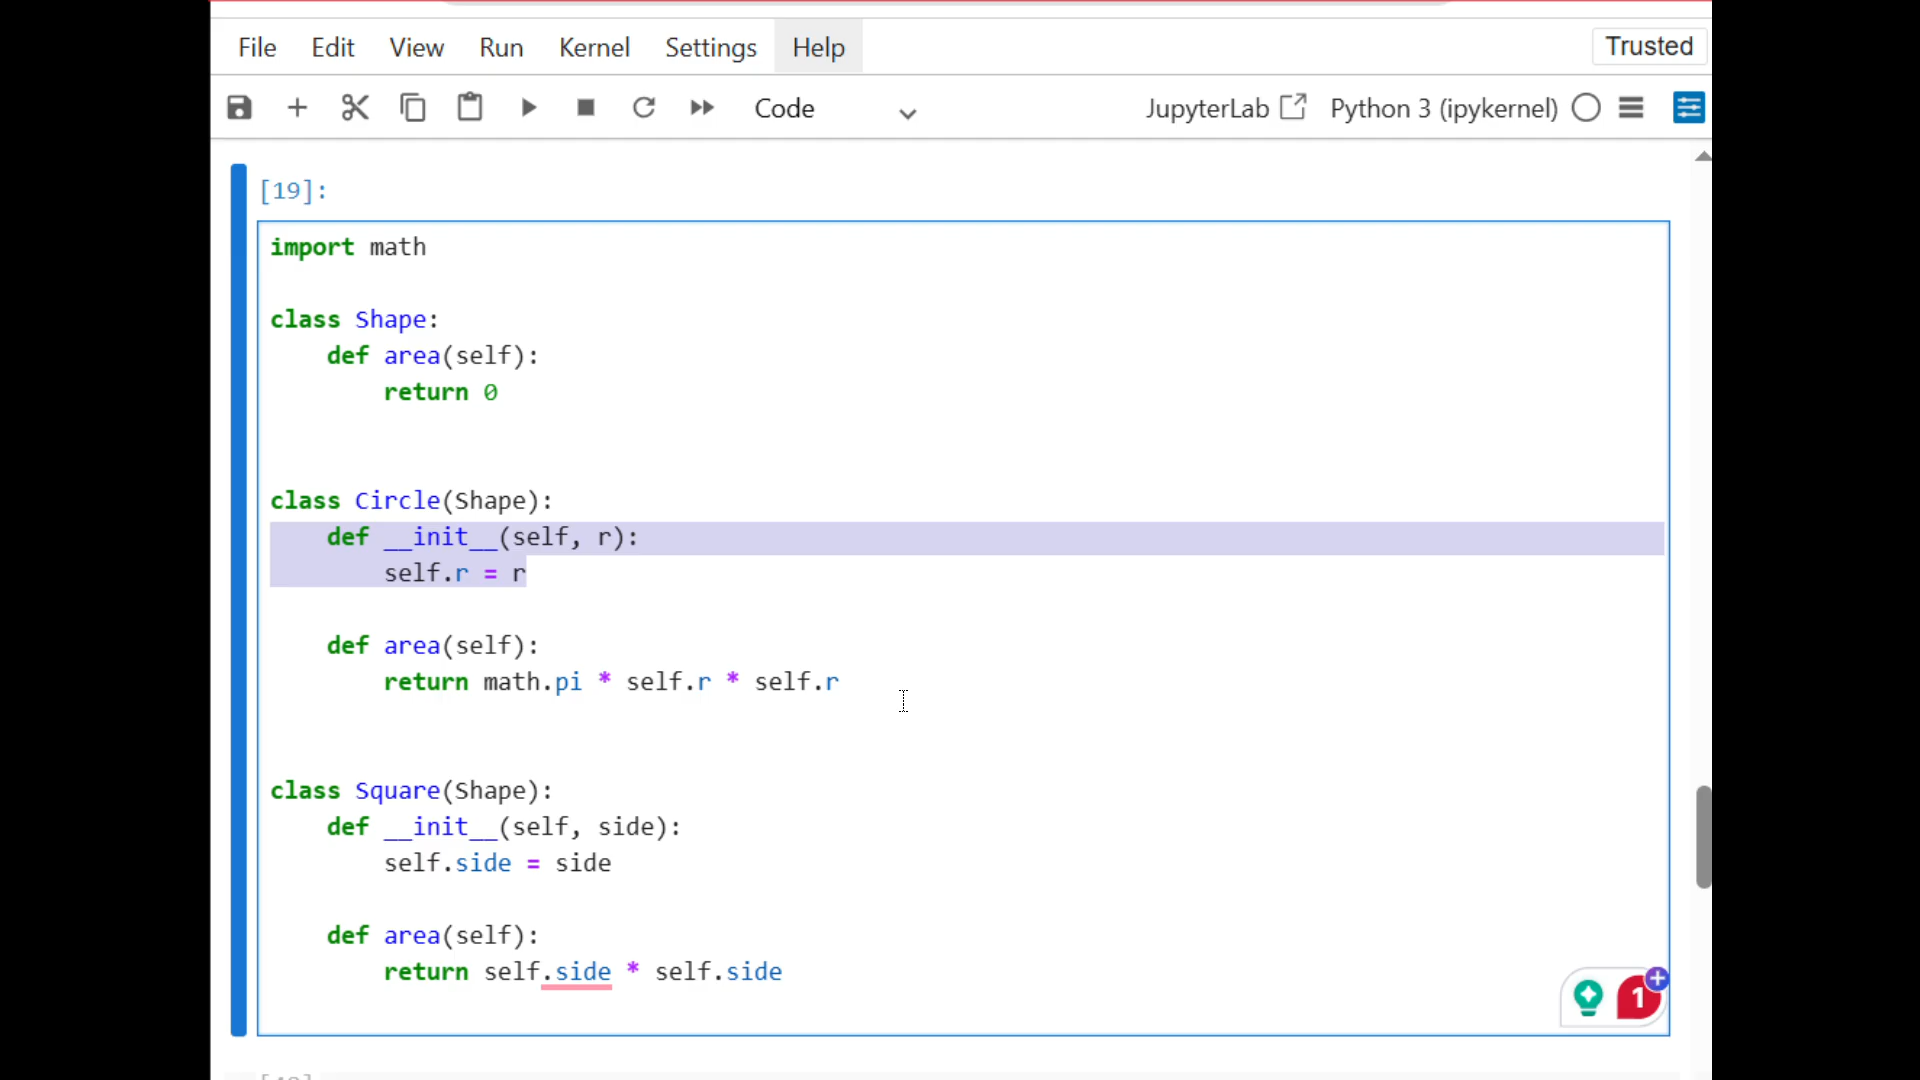 File Edit View Run Kernel Settings Help Trusted
Code JupyterLab Python 3 (ipykernel)
[19]:
import math
class Shape:
    def area(self):
        return 0
class Circle(Shape):
    def __init__(self, r):
        self.r = r
    def area(self):
        return math.pi * self.r * self.r
class Square(Shape):
    def __init__(self, side):
        self.side = side
    def area(self):
        return self.side * self.side
1